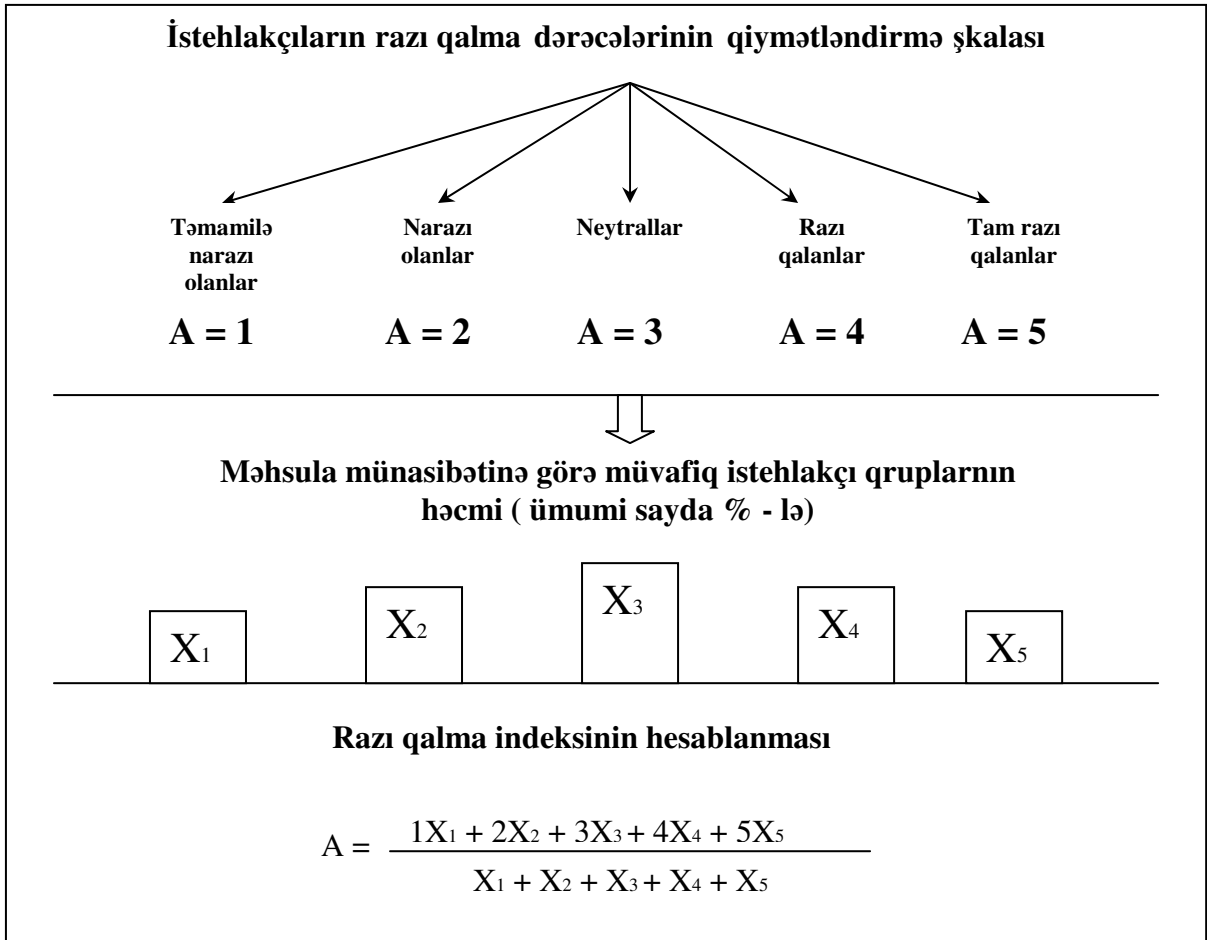 İstehlakçıların razı qalma dərəcələrinin qiymətləndirmə şkalası
Təmamilə narazı olanlar
Narazı olanlar
Neytrallar
Razı qalanlar
Tam razı qalanlar
A = 1 A = 2 A = 3 A = 4 A = 5
Məhsula münasibətinə görə müvafiq istehlakçı qruplarnın
həcmi ( ümumi sayda % - lə)
X₁ X₂ X₃ X₄ X₅
Razı qalma indeksinin hesablanması
A = 1X₁ + 2X₂ + 3X₃ + 4X₄ + 5X₅
X₁ + X₂ + X₃ + X₄ + X₅